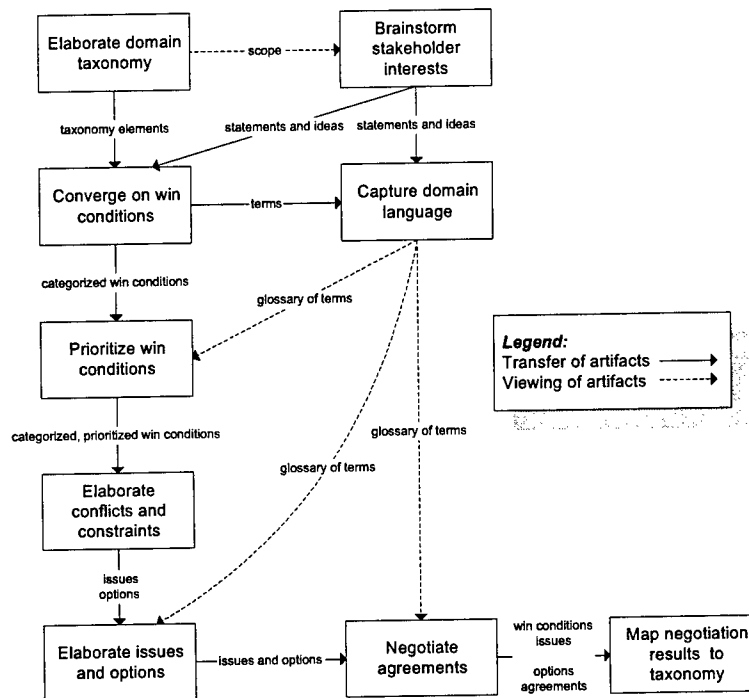 Elaborate domain
taxonomy
scope
Brainstorm
stakeholder
interests
taxonomy elements
statements and ideas
statements and ideas
Converge on win
conditions
terms
Capture domain
language
categorized win conditions
glossary of terms
Prioritize win
conditions
Legend:
Transfer of artifacts
Viewing of artifacts
categorized, prioritized win conditions
glossary of terms
glossary of terms
Elaborate
conflicts and
constraints
issues
options
Elaborate issues
and options
issues and options
Negotiate
agreements
win conditions
issues
options
agreements
Map negotiation
results to
taxonomy